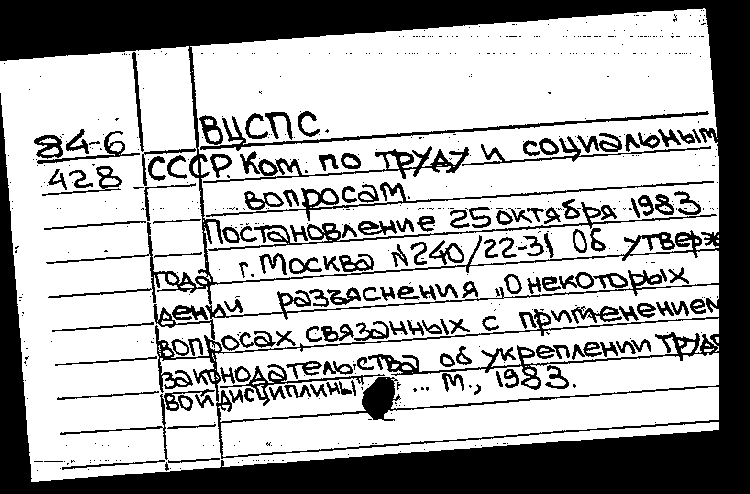 ВЦСПС.
84-6
428 СССР. Ком. по труду и социальным
вопросам.
Постановление 25 октября 1983
года г. Москва N240/22-31 Об утверж
дении разъяснения „О некоторых
вопросах, связанных с применением
законодательства об укреплении трудо
вой дисциплины" ... М., 1983.